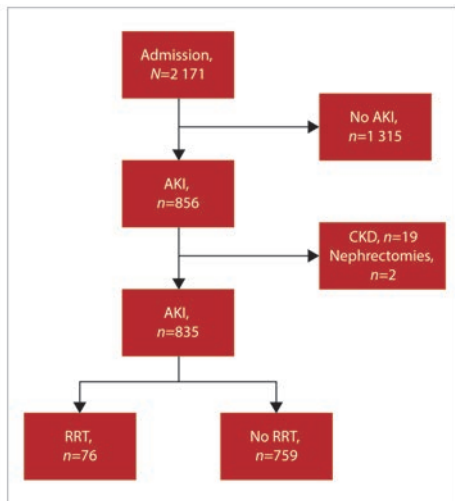 Admission,
N=2 171
No AKI,
n=1 315
AKI,
n=856
CKD, n=19
Nephrectomies,
n=2
AKI,
n=835
RRT,
n=76
No RRT,
n=759